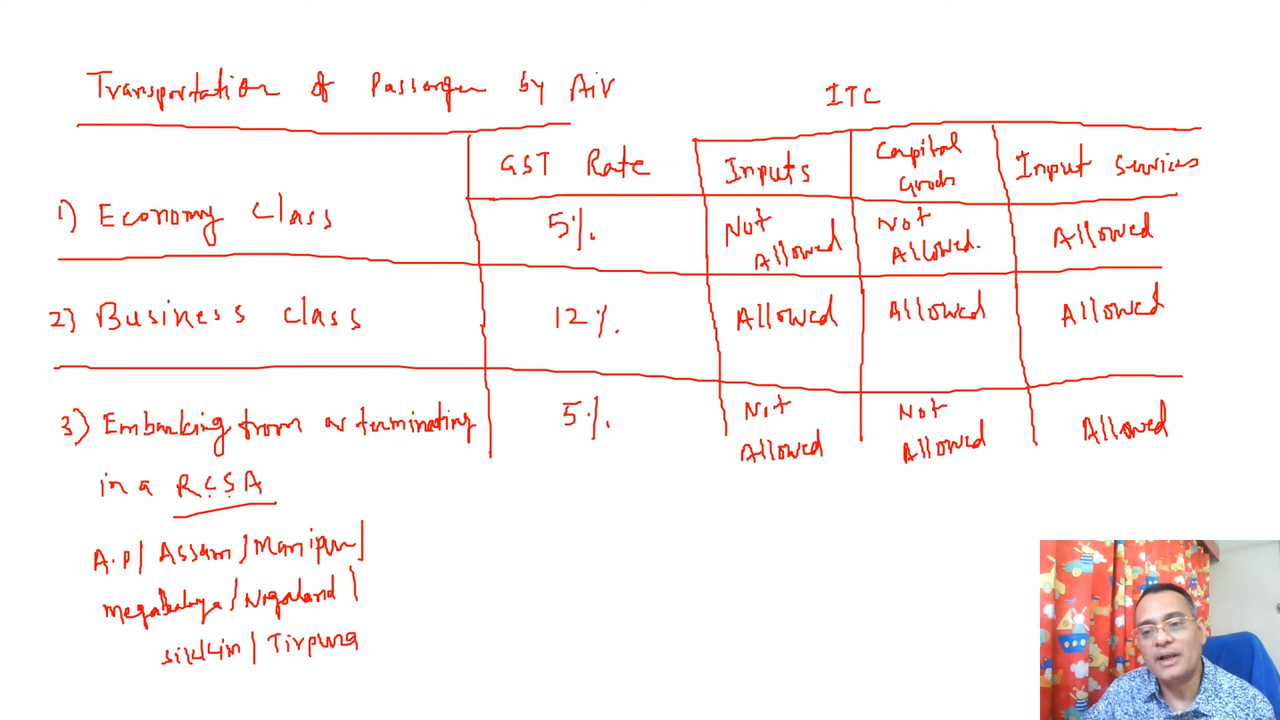 Transportation of Passenger by Air
ITC
GST Rate
Inputs
Capital Goods
Input Services
1) Economy Class
5%.
Not Allowed
Not Allowed.
Allowed
2) Business class
12%.
Allowed
Allowed
Allowed
3) Embarking from or terminating
5%.
Not Allowed
Not Allowed
Allowed
in a RCSA
A.P/ Assam/Manipur/
Megahalaya/Nagaland/
Sikkim/Tirpura